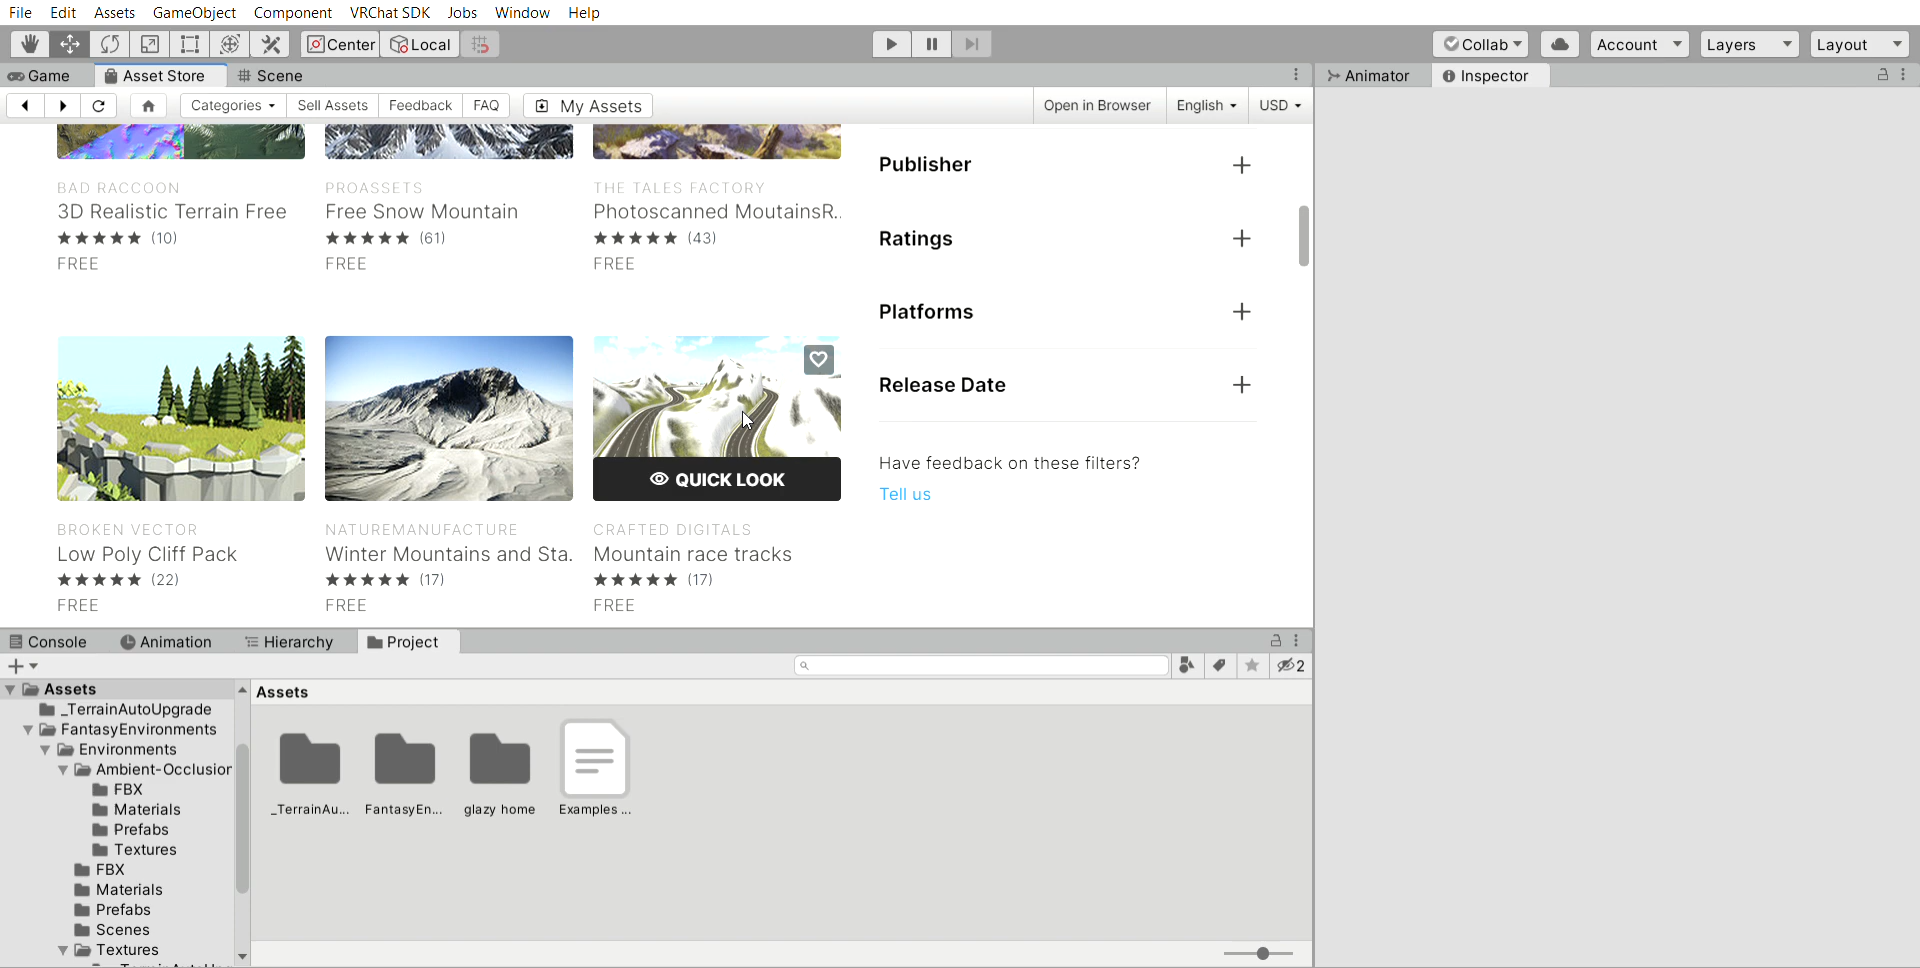 File Edit Assets GameObject Component VRChat SDK Jobs Window Help
Center Local Collab Account Layers Layout
Game Asset Store Scene Animator Inspector
Categories Sell Assets Feedback FAQ My Assets Open in Browser English USD
Publisher
BAD RACCOON PROASSETS THE TALES FACTORY
3D Realistic Terrain Free Free Snow Mountain Photoscanned MoutainsR..
(10) (61) (43)
Ratings
FREE FREE FREE
Platforms
Release Date
Have feedback on these filters?
QUICK LOOK
Tell us
BROKEN VECTOR NATUREMANUFACTURE CRAFTED DIGITALS
Low Poly Cliff Pack Winter Mountains and Sta. Mountain race tracks
(22) (17) (17)
FREE FREE FREE
Console Animation Hierarchy Project
2
Assets
Assets
_TerrainAutoUpgrade
FantasyEnvironments
Environments
Ambient-Occlusion
FBX
Materials
Prefabs
Textures
FBX
Materials
Prefabs
Scenes
Textures
_TerrainAu... FantasyEn... glazy home Examples ...